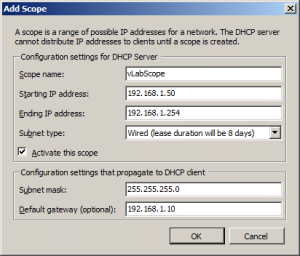 Add Scope
A scope is a range of possible IP addresses for a network. The DHCP server
cannot distribute IP addresses to clients until a scope is created.
Configuration settings for DHCP Server
Scope name: vLabScope
Starting IP address: 192.168.1.50
Ending IP address: 192.168.1.254
Subnet type: Wired (lease duration will be 8 days)
Activate this scope
Configuration settings that propagate to DHCP client
Subnet mask: 255.255.255.0
Default gateway (optional): 192.168.1.10
OK Cancel